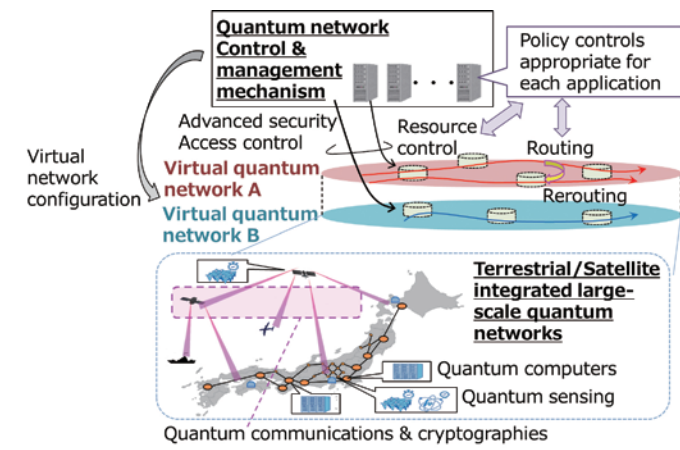 Quantum network
Control &
management
mechanism
Policy controls
appropriate for
each application
Advanced security
Access control
Resource
control
Routing
Virtual
network
configuration
Virtual quantum
network A
Rerouting
Virtual quantum
network B
Terrestrial/Satellite
integrated large-
scale quantum
networks
Quantum computers
Quantum sensing
Quantum communications & cryptographies